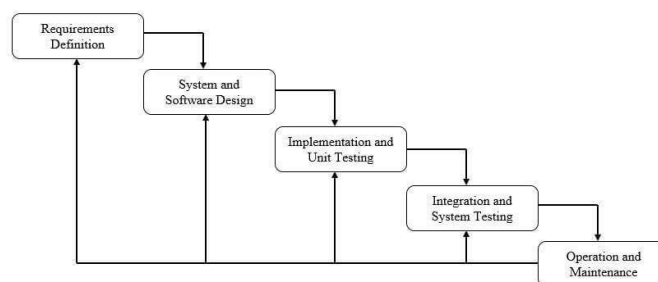 Requirements
Definition
System and
Software Design
Implementation and
Unit Testing
Integration and
System Testing
Operation and
Maintenance